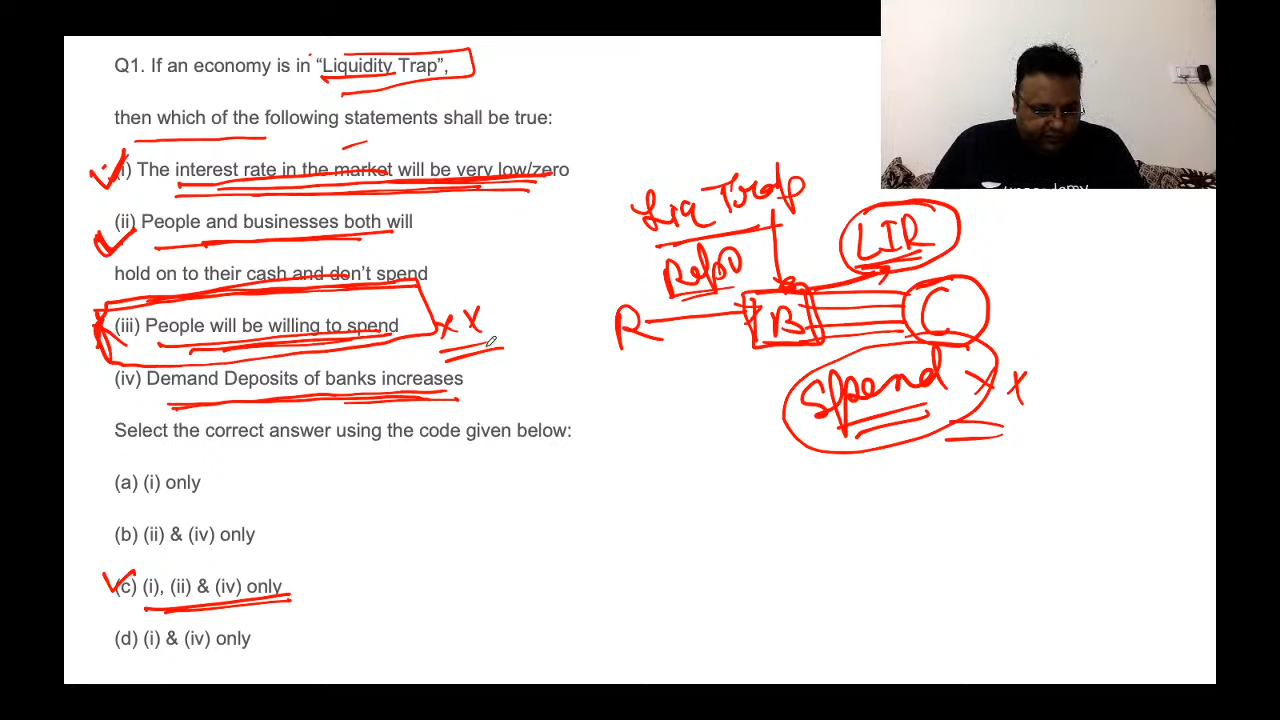 Q1. If an economy is in “Liquidity Trap”,
then which of the following statements shall be true:
(i) The interest rate in the market will be very low/zero
(ii) People and businesses both will
hold on to their cash and don’t spend
(iii) People will be willing to spend
(iv) Demand Deposits of banks increases
Select the correct answer using the code given below:
(a) (i) only
(b) (ii) & (iv) only
(c) (i), (ii) & (iv) only
(d) (i) & (iv) only
Liq Trap
LIR
Repo
R B C
Spend x x
x x